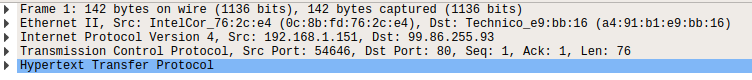 Frame 1: 142 bytes on wire (1136 bits), 142 bytes captured (1136 bits)
Ethernet II, Src: IntelCor_76:2c:e4 (0c:8b:fd:76:2c:e4), Dst: Technico_e9:bb:16 (a4:91:b1:e9:bb:16)
Internet Protocol Version 4, Src: 192.168.1.151, Dst: 99.86.255.93
Transmission Control Protocol, Src Port: 54646, Dst Port: 80, Seq: 1, Ack: 1, Len: 76
Hypertext Transfer Protocol